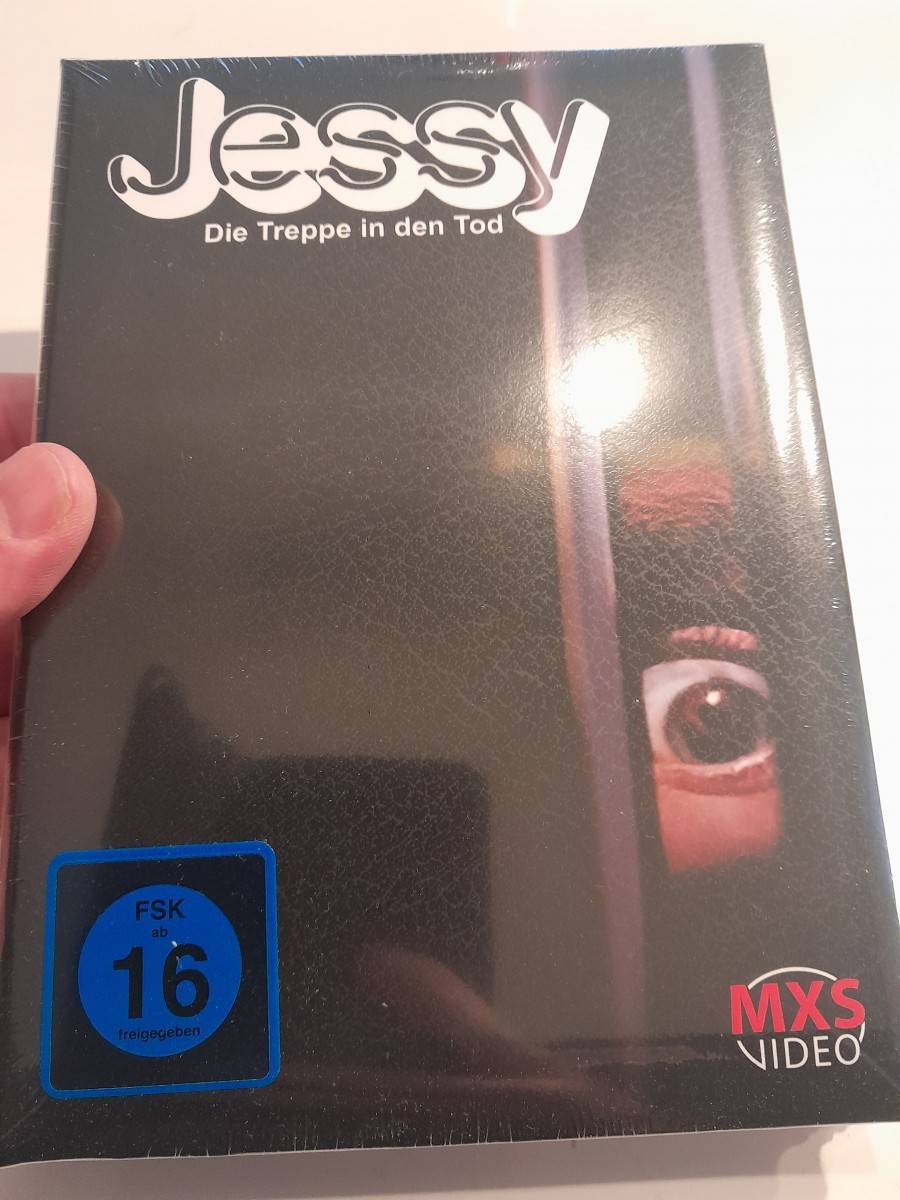 Jessy
Die Treppe in den Tod
FSK
ab
16
freigegeben
MXS
VIDEO